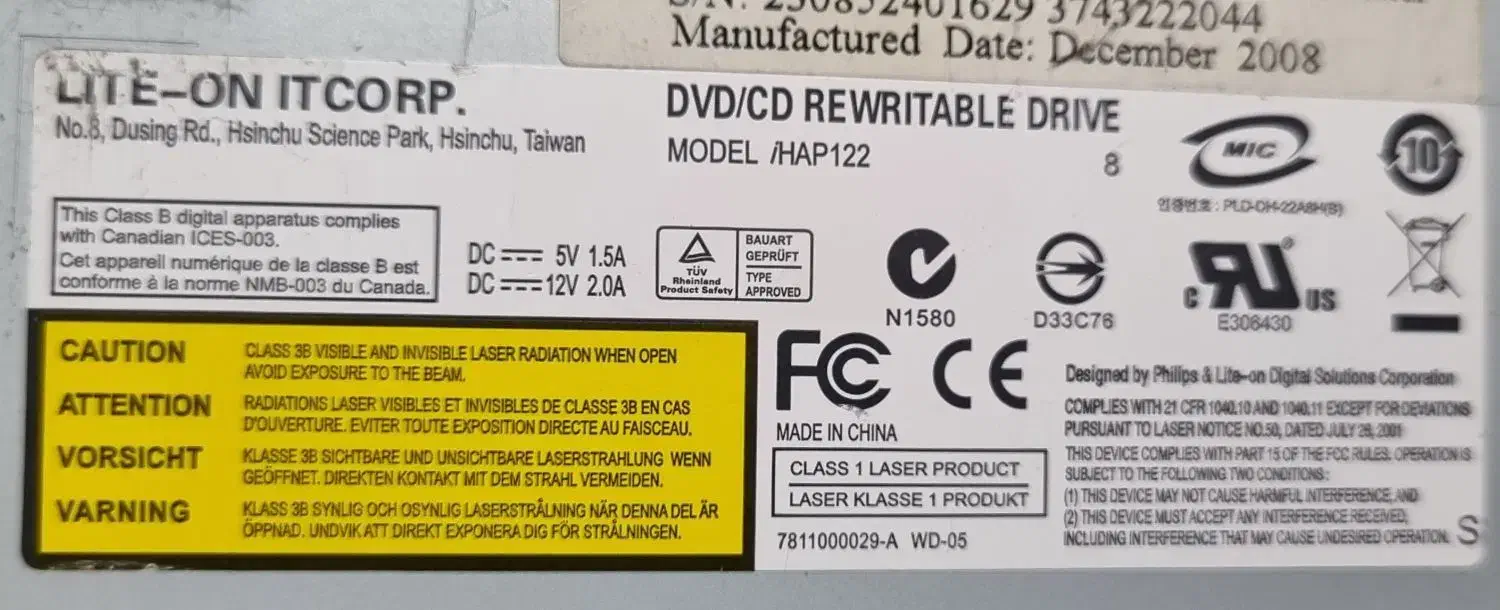 S/N: 250852401629 3743222044
Manufactured Date: December 2008
LITE-ON ITCORP.
No.8, Dusing Rd., Hsinchu Science Park, Hsinchu, Taiwan
DVD/CD REWRITABLE DRIVE
MODEL iHAP122
8
MIC
인증번호 : PLD-DH-22A8H(B)
10
This Class B digital apparatus complies
with Canadian ICES-003.
Cet appareil numérique de la classe B est
conforme à la norme NMB-003 du Canada.
DC 5V 1.5A
DC 12V 2.0A
TÜV
Rheinland
Product Safety
BAUART
GEPRÜFT
TYPE
APPROVED
N1580
D33C76
c RU US
E306430
CAUTION
CLASS 3B VISIBLE AND INVISIBLE LASER RADIATION WHEN OPEN
AVOID EXPOSURE TO THE BEAM.
ATTENTION
RADIATIONS LASER VISIBLES ET INVISIBLES DE CLASSE 3B EN CAS
D'OUVERTURE. EVITER TOUTE EXPOSITION DIRECTE AU FAISCEAU.
VORSICHT
KLASSE 3B SICHTBARE UND UNSICHTBARE LASERSTRAHLUNG WENN
GEÖFFNET. DIREKTEN KONTAKT MIT DEM STRAHL VERMEIDEN.
VARNING
KLASS 3B SYNLIG OCH OSYNLIG LASERSTRÅLNING NÄR DENNA DEL ÄR
ÖPPNAD. UNDVIK ATT DIREKT EXPONERA DIG FÖR STRÅLNINGEN.
FC CE
MADE IN CHINA
CLASS 1 LASER PRODUCT
LASER KLASSE 1 PRODUKT
7811000029-A WD-05
Designed by Philips & Lite-on Digital Solutions Corporation
COMPLIES WITH 21 CFR 1040.10 AND 1040.11 EXCEPT FOR DEVIATIONS
PURSUANT TO LASER NOTICE NO.50, DATED JULY 26, 2001
THIS DEVICE COMPLIES WITH PART 15 OF THE FCC RULES. OPERATION IS
SUBJECT TO THE FOLLOWING TWO CONDITIONS:
(1) THIS DEVICE MAY NOT CAUSE HARMFUL INTERFERENCE, AND
(2) THIS DEVICE MUST ACCEPT ANY INTERFERENCE RECEIVED,
INCLUDING INTERFERENCE THAT MAY CAUSE UNDESIRED OPERATION.
S